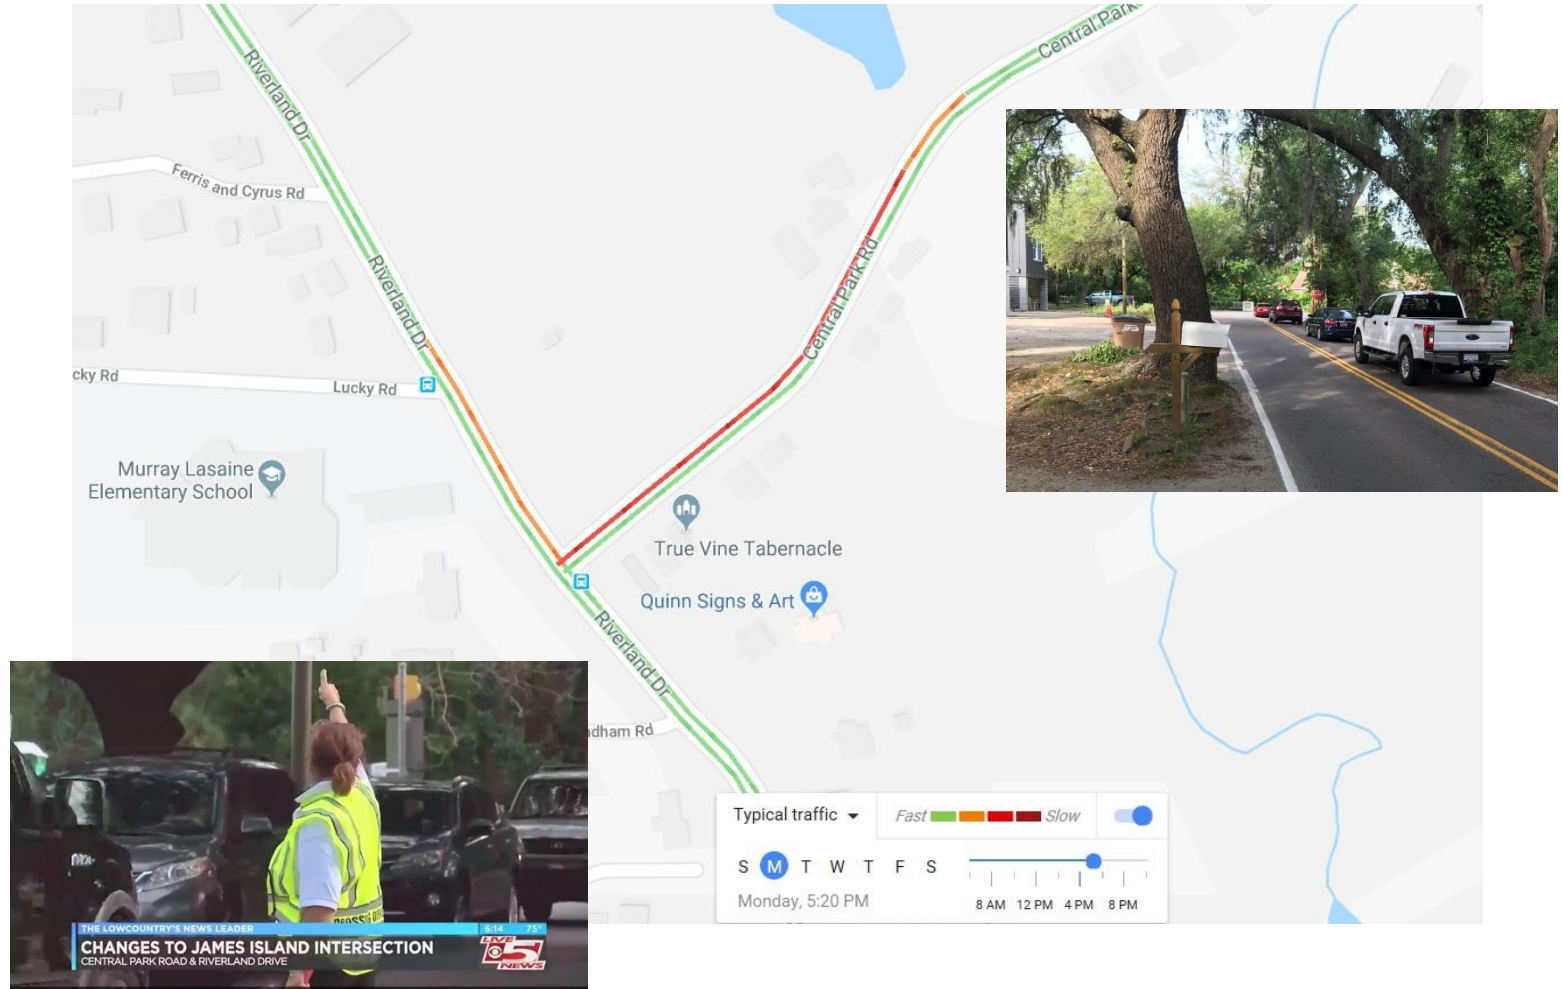 Riverland Dr
Central Park
Ferris and Cyrus Rd
Riverland Dr
Central Park Rd
cky Rd
Lucky Rd
Murray Lasaine
Elementary School
True Vine Tabernacle
Quinn Signs & Art
Riverland Dr
dham Rd
Typical traffic
Fast
Slow
S M T W T F S
Monday, 5:20 PM
8 AM 12 PM 4 PM 8 PM
THE LOWCOUNTRY'S NEWS LEADER
6:14 75°
CHANGES TO JAMES ISLAND INTERSECTION
CENTRAL PARK ROAD & RIVERLAND DRIVE
LIVE
5
NEWS